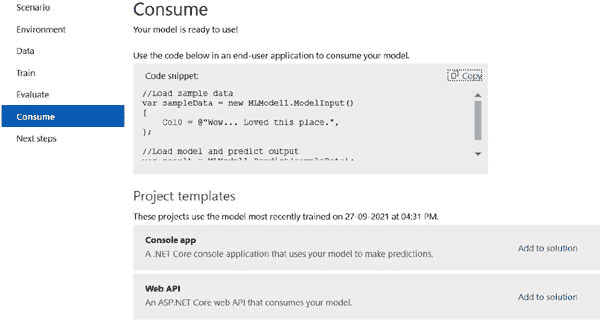 Scenario
Environment
Data
Train
Evaluate
Consume
Next steps
Consume
Your model is ready to use!
Use the code below in an end-user application to consume your model.
Code snippet:
Copy
//Load sample data
var sampleData = new MLModel1.ModelInput()
{
Col0 = @"Wow... Loved this place.",
};
//Load model and predict output
var result = MLModel1.Predict(sampleData);
Project templates
These projects use the model most recently trained on 27-09-2021 at 04:31 PM.
Console app
A .NET Core console application that uses your model to make predictions.
Add to solution
Web API
An ASP.NET Core web API that consumes your model.
Add to solution